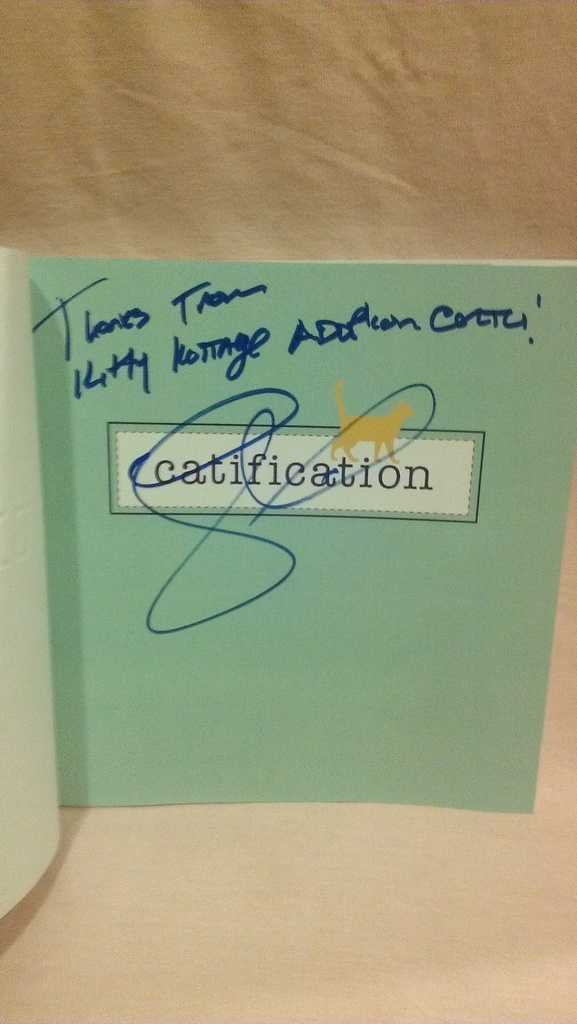 Thanks From
Kitty Kottage Adoption Center!
catification